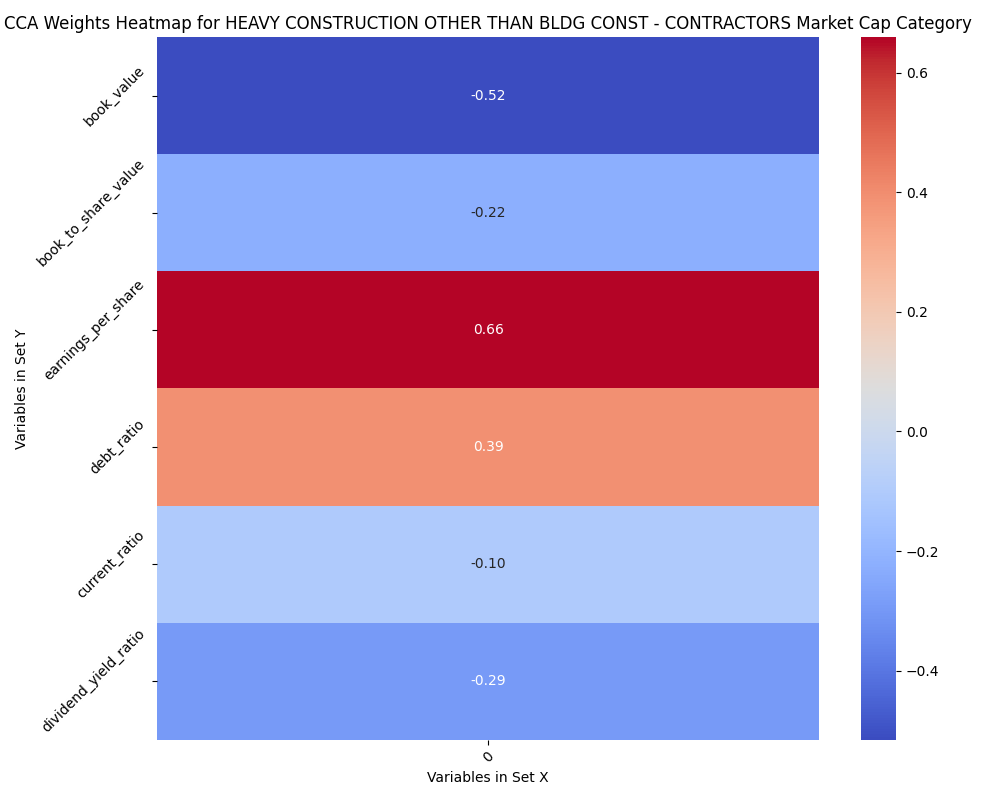 CCA Weights Heatmap for HEAVY CONSTRUCTION OTHER THAN BLDG CONST - CONTRACTORS Market Cap Category
Variables in Set Y
book_value
-0.52
book_to_share_value
-0.22
earnings_per_share
0.66
debt_ratio
0.39
current_ratio
-0.10
dividend_yield_ratio
-0.29
0
Variables in Set X
0.6
0.4
0.2
0.0
−0.2
−0.4